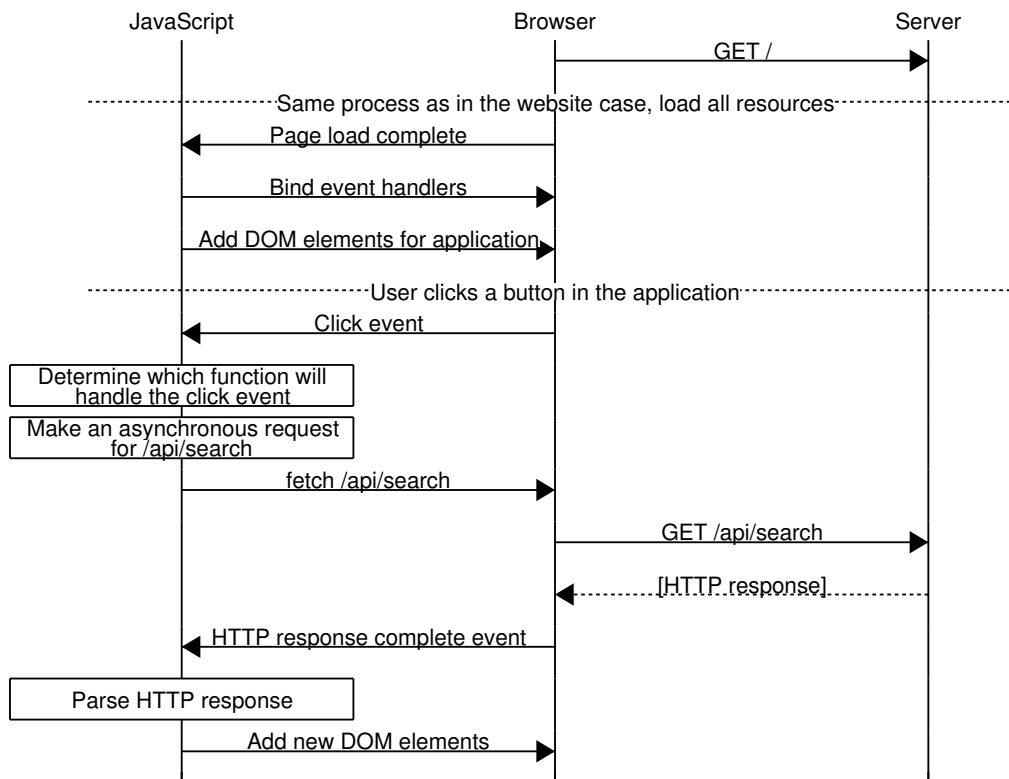 JavaScript
Browser
Server
GET /
Same process as in the website case, load all resources
Page load complete
Bind event handlers
Add DOM elements for application
User clicks a button in the application
Click event
Determine which function will
handle the click event
Make an asynchronous request
for /api/search
fetch /api/search
GET /api/search
[HTTP response]
HTTP response complete event
Parse HTTP response
Add new DOM elements